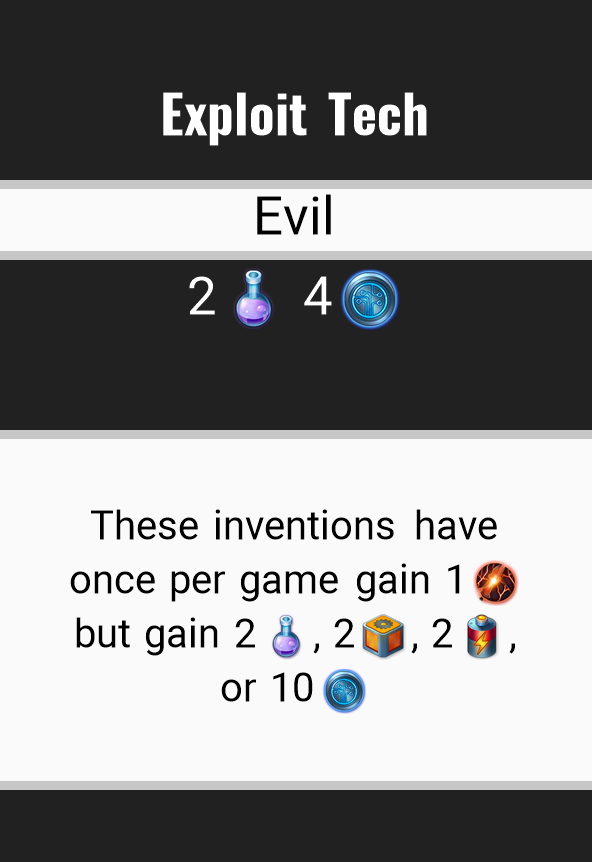 Exploit Tech
Evil
2 4
These inventions have
once per game gain 1
but gain 2 , 2 , 2 ,
or 10